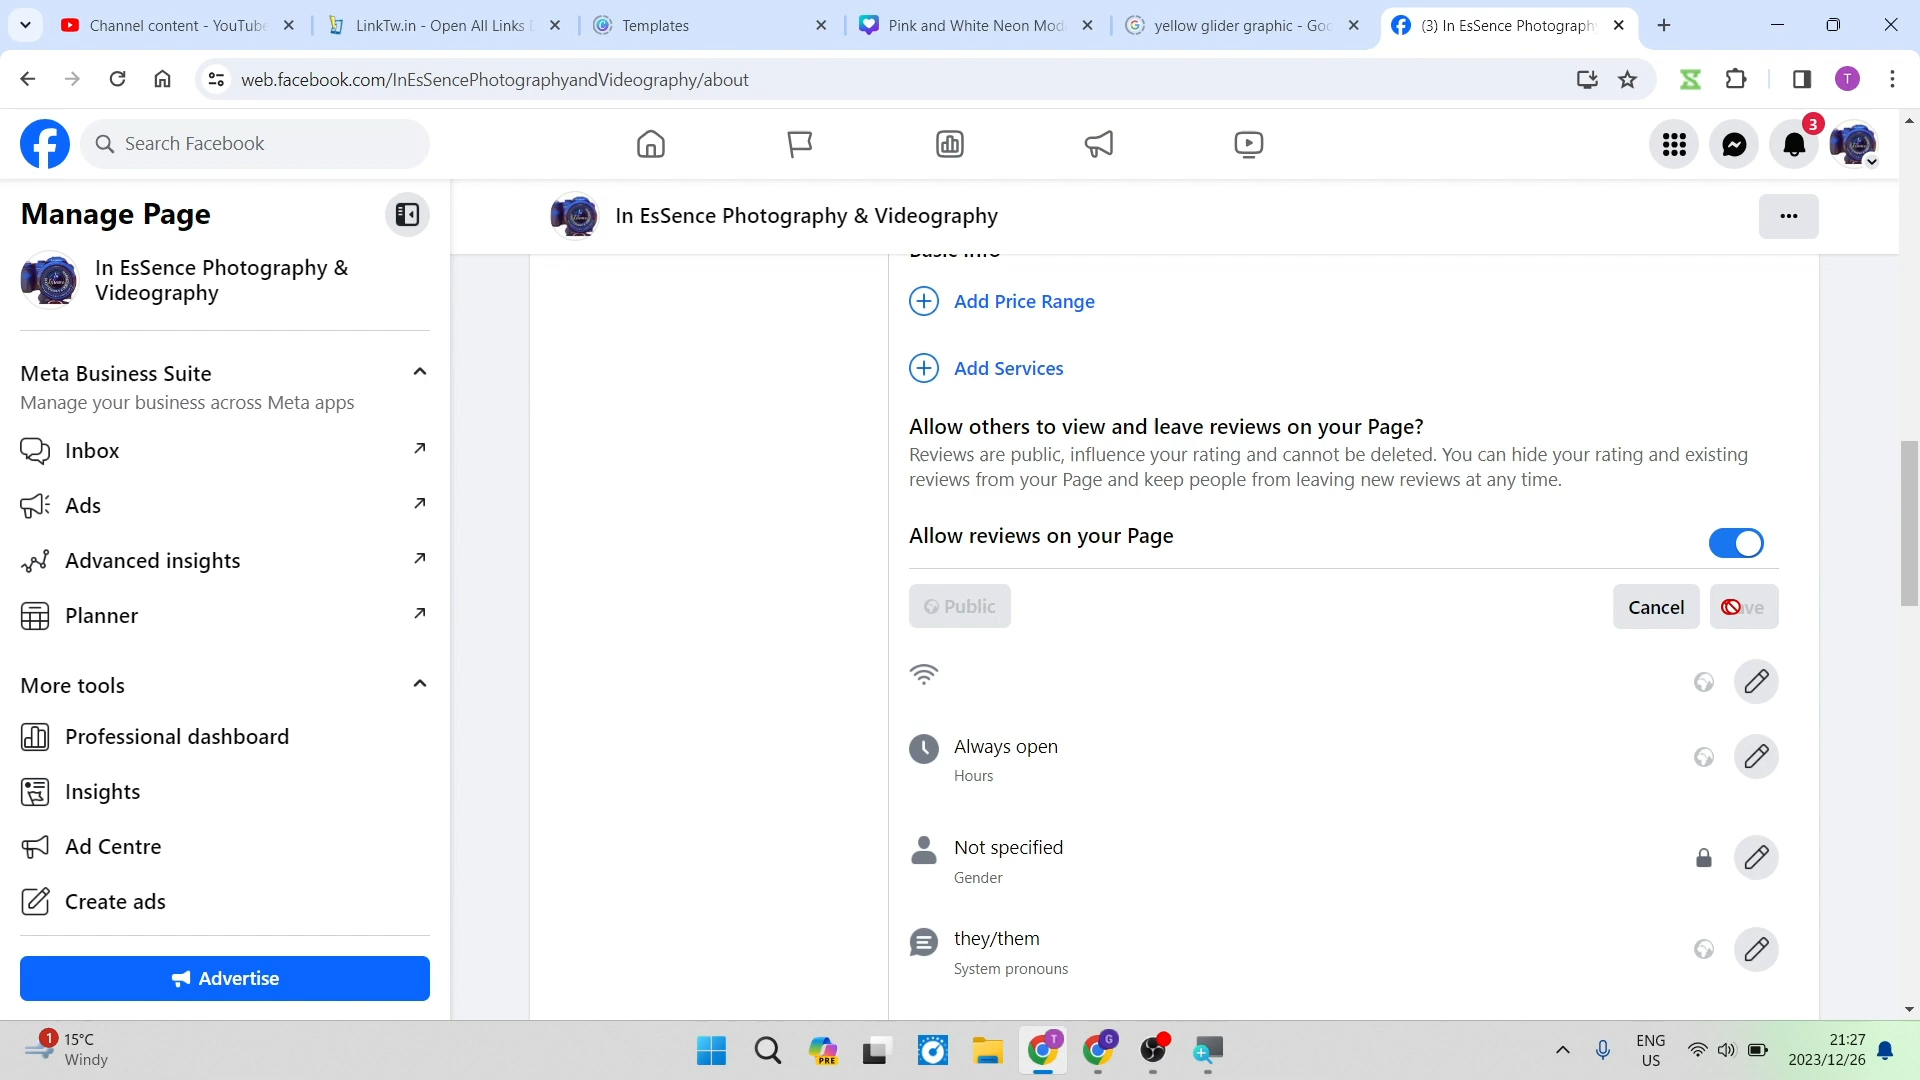 Channel content - YouTube
LinkTw.in - Open All Links
Templates
Pink and White Neon Mod
yellow glider graphic - Goo
(3) In EsSence Photograph
web.facebook.com/InEsSencePhotographyandVideography/about
T
Search Facebook
3
Manage Page
In EsSence Photography & Videography
In EsSence Photography &
Videography
Meta Business Suite
Manage your business across Meta apps
Inbox
Ads
Advanced insights
Planner
More tools
Professional dashboard
Insights
Ad Centre
Create ads
Advertise
Basic info
Add Price Range
Add Services
Allow others to view and leave reviews on your Page?
Reviews are public, influence your rating and cannot be deleted. You can hide your rating and existing
reviews from your Page and keep people from leaving new reviews at any time.
Allow reviews on your Page
Public
Cancel
Always open
Hours
Not specified
Gender
they/them
System pronouns
1
15°C
Windy
PRE
T
G
ENG
US
21:27
2023/12/26